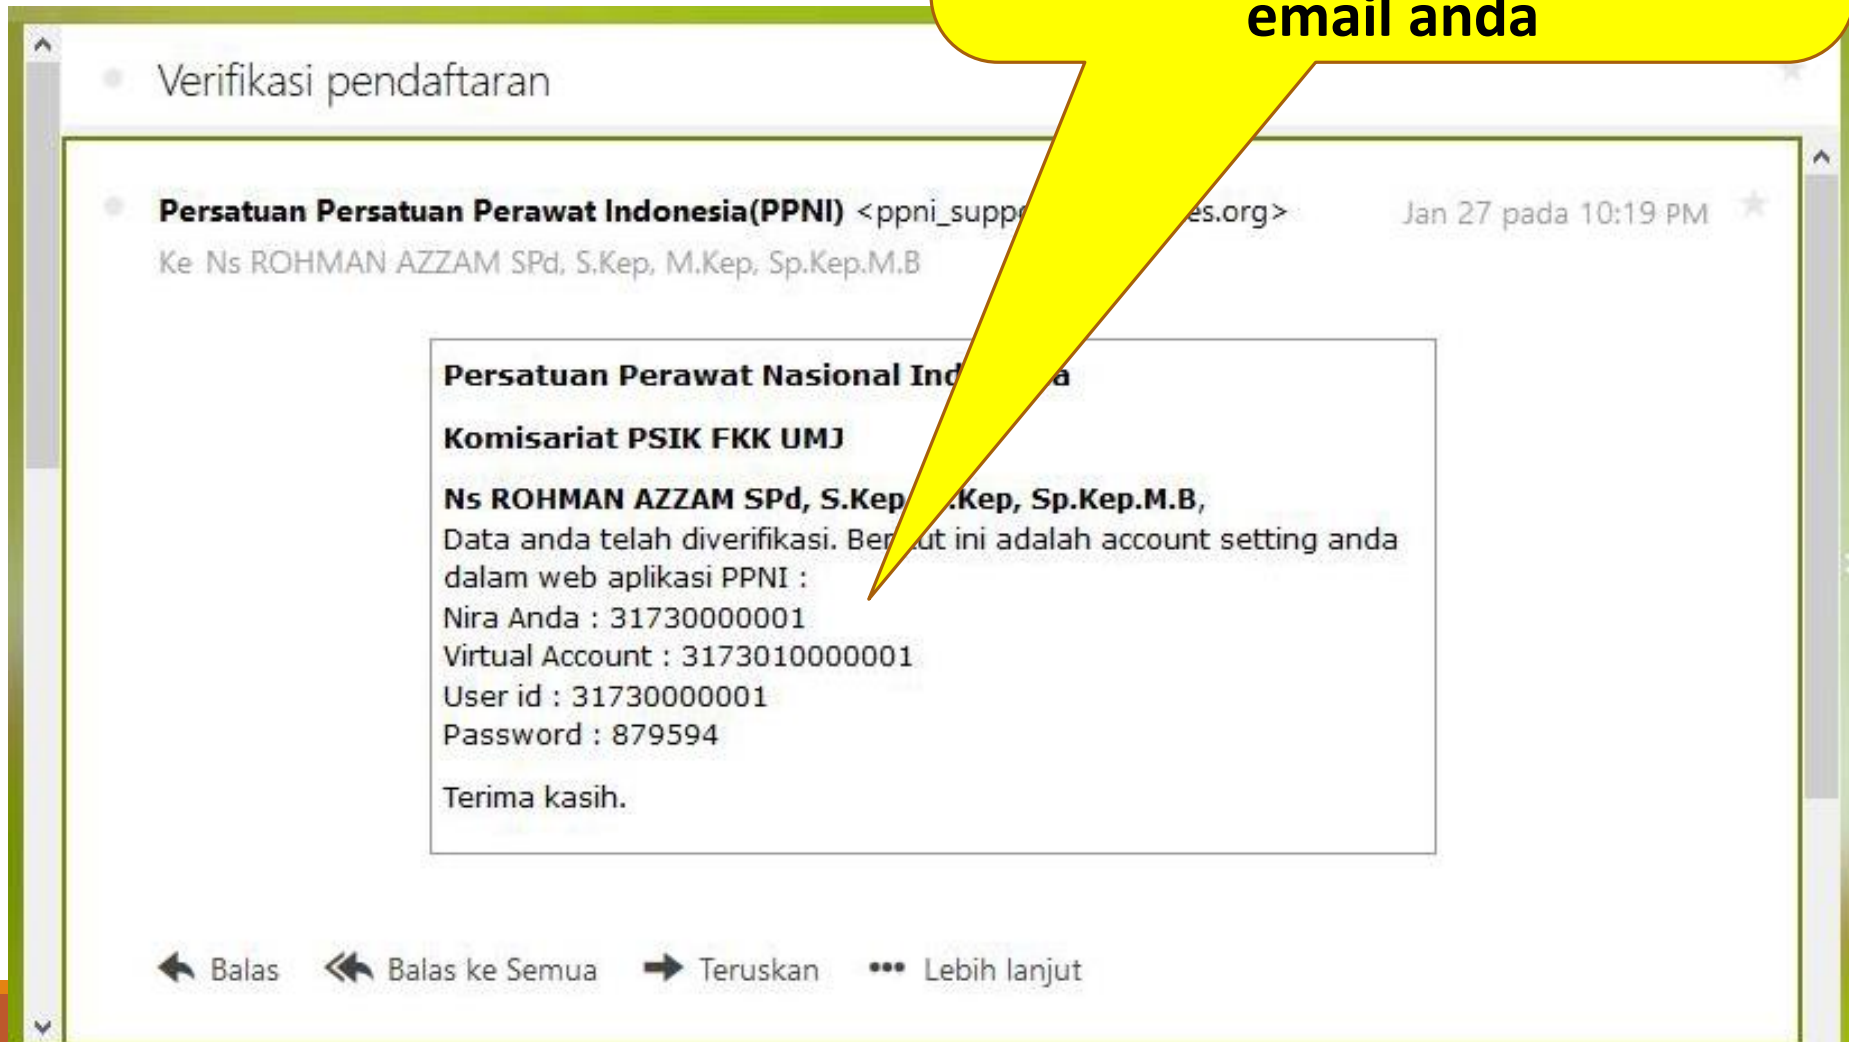 email anda
Verifikasi pendaftaran
Persatuan Persatuan Perawat Indonesia(PPNI) <ppni_supp es.org> Jan 27 pada 10:19 PM
Ke Ns ROHMAN AZZAM SPd, S.Kep, M.Kep, Sp.Kep.M.B
Persatuan Perawat Nasional Ind a
Komisariat PSIK FKK UMJ
Ns ROHMAN AZZAM SPd, S.Kep .Kep, Sp.Kep.M.B,
Data anda telah diverifikasi. Berikut ini adalah account setting anda
dalam web aplikasi PPNI :
Nira Anda : 31730000001
Virtual Account : 3173010000001
User id : 31730000001
Password : 879594
Terima kasih.
Balas Balas ke Semua Teruskan Lebih lanjut